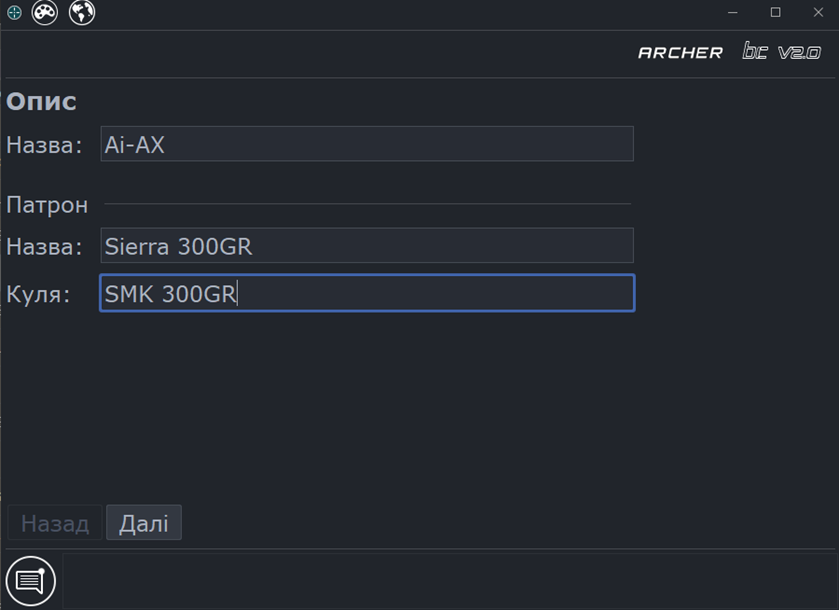 ARCHER bc v2.0
Опис
Назва: Ai-AX
Патрон
Назва: Sierra 300GR
Куля: SMK 300GR
Назад Далі